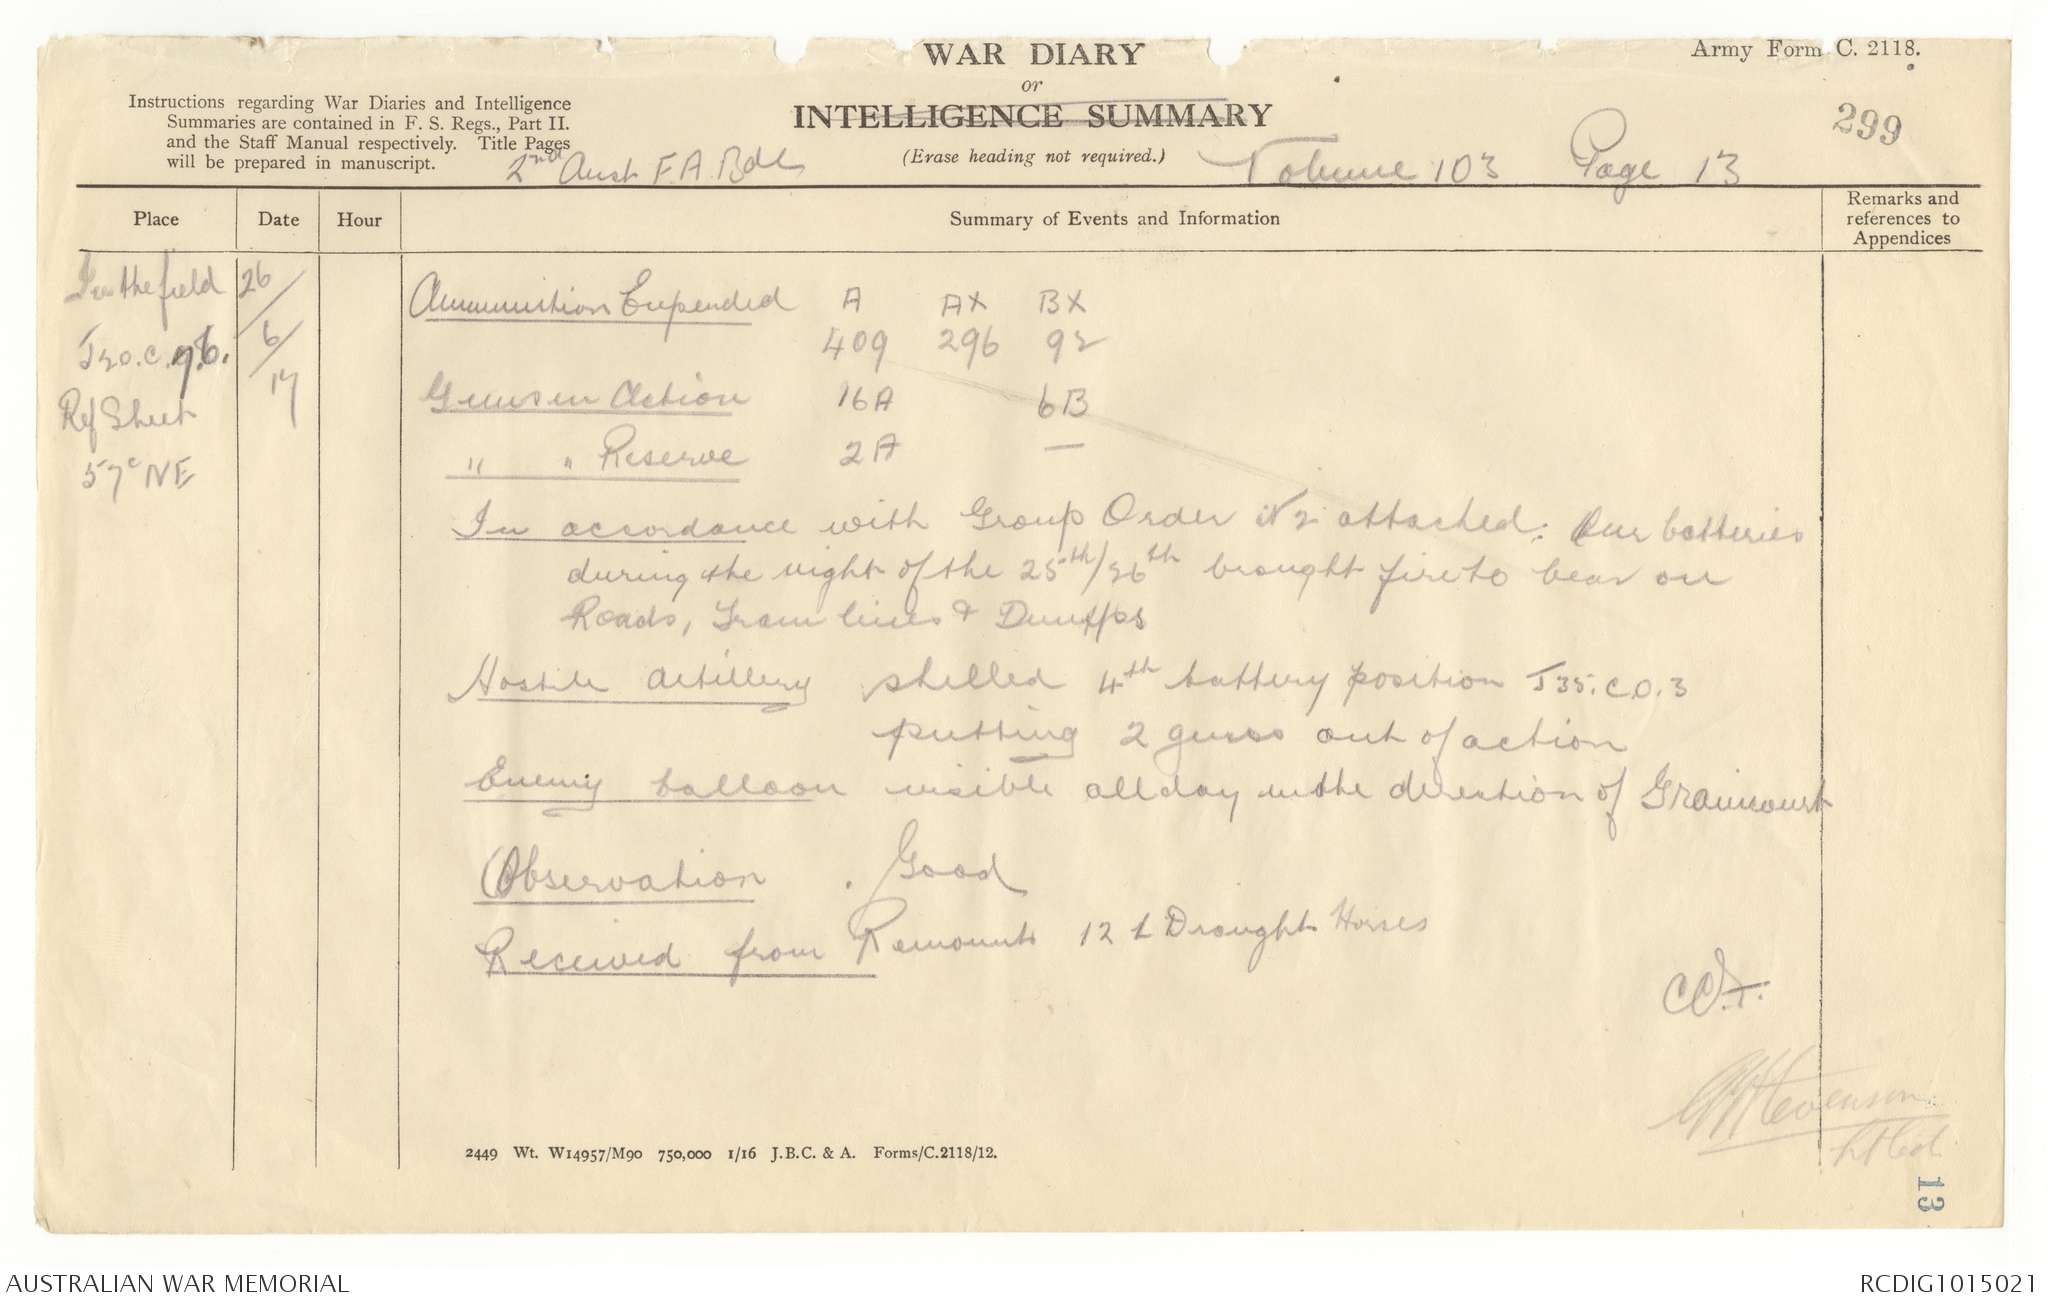 WAR DIARY
or
INTELLIGENCE SUMMARY
(Erase heading not required.)
Army Form C. 2118.
299
Instructions regarding War Diaries and Intelligence
Summaries are contained in F. S. Regs., Part II.
and the Staff Manual respectively. Title Pages
will be prepared in manuscript.
2nd Aust F.A. Bde
Volume 103 Page 13
Place
Date
Hour
Summary of Events and Information
Remarks and
references to
Appendices
In the field
J20.c.9.6.
Ref Sheet
57c NE
26/
6/
17
Ammunition Expended A AX BX
409 296 92
Guns in Action 16A 6B
" " Reserve 2A —
In accordance with Group Order N 2 attached. Our batteries
during the night of the 25th/26th brought fire to bear on
Roads, Tram lines & Dumps
Hostile Artillery shelled 4th battery position J35.c.0.3
putting 2 guns out of action
Enemy balloon visible all day in the direction of Graincourt
Observation . Good
Received from Remounts 12 L Draught Horses
Stevenson
Lt Col
2449 Wt. W14957/M90 750,000 1/16 J.B.C. & A. Forms/C.2118/12.
13
AUSTRALIAN WAR MEMORIAL
RCDIG1015021